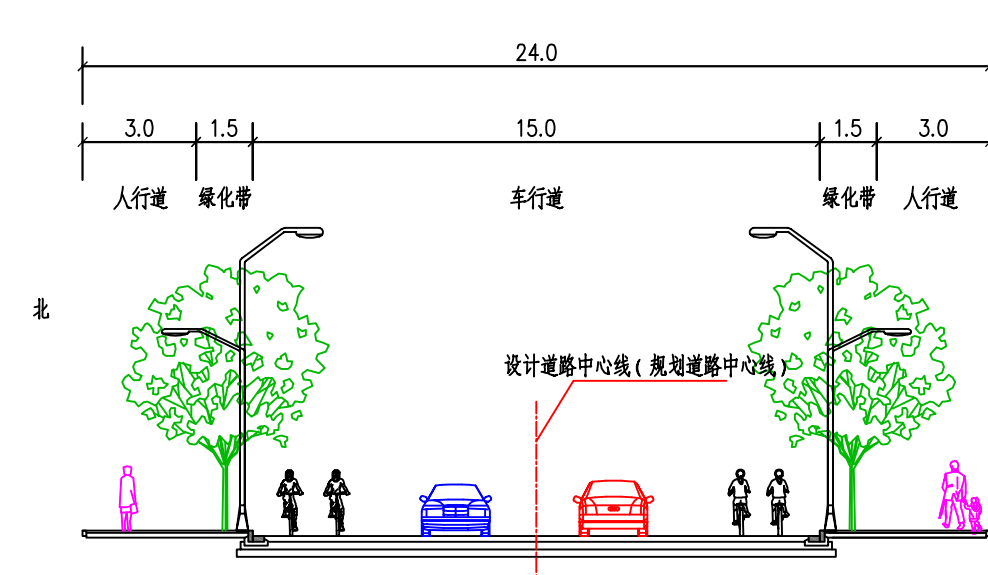 24.0
3.0 1.5 15.0 1.5 3.0
人行道 绿化带 车行道 绿化带 人行道
北
设计道路中心线(规划道路中心线)